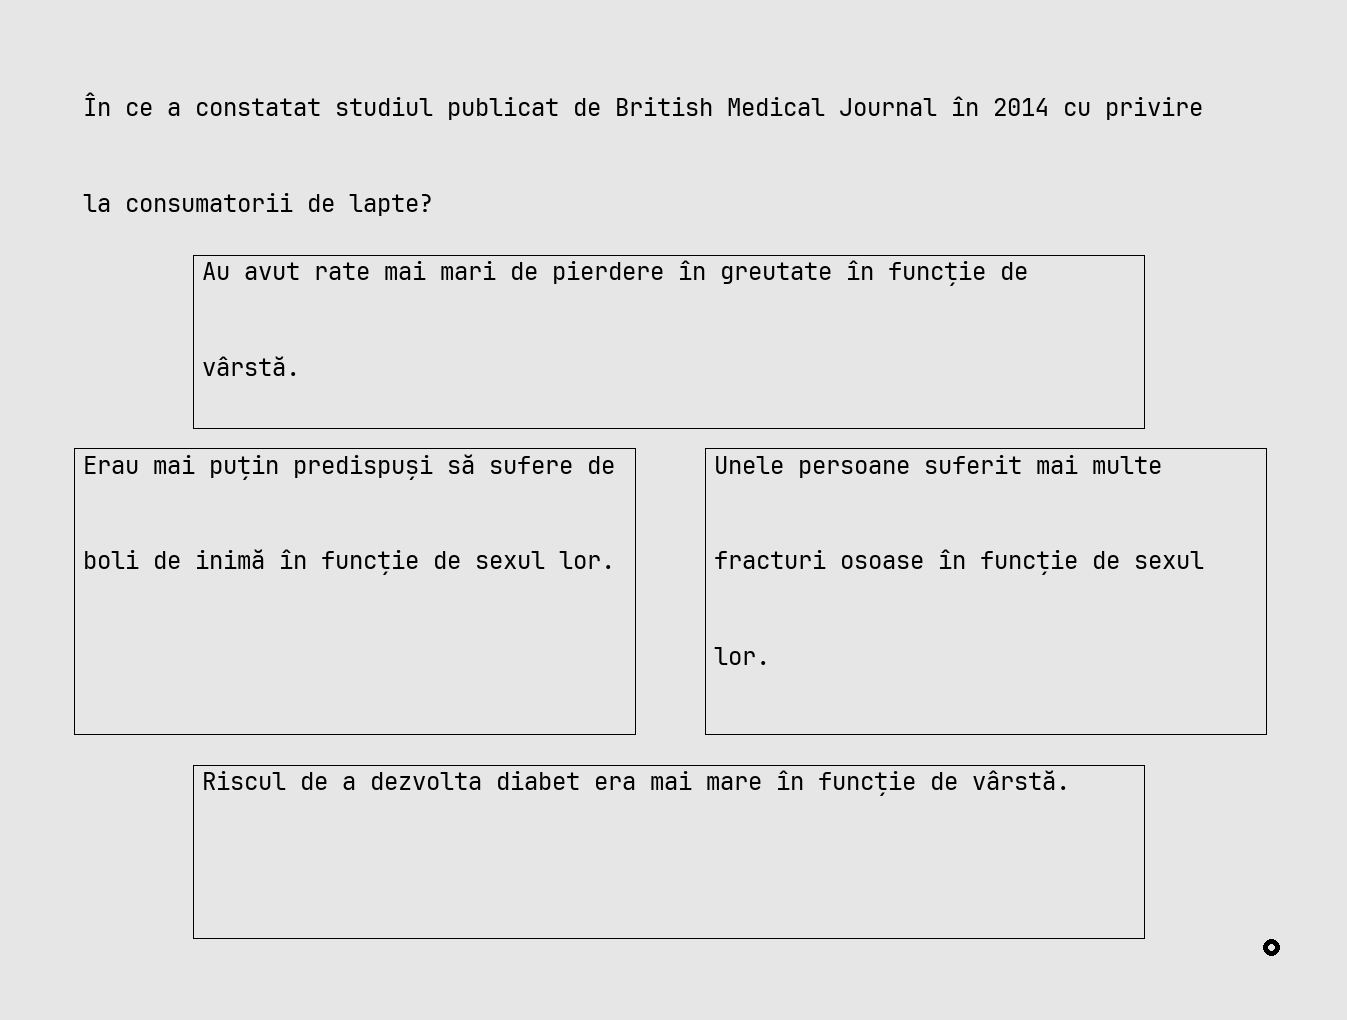 În ce a constatat studiul publicat de British Medical Journal în 2014 cu privire
la consumatorii de lapte?
Au avut rate mai mari de pierdere în greutate în funcție de
vârstă.
Erau mai puțin predispuși să sufere de
boli de inimă în funcție de sexul lor.
Unele persoane suferit mai multe
fracturi osoase în funcție de sexul
lor.
Riscul de a dezvolta diabet era mai mare în funcție de vârstă.